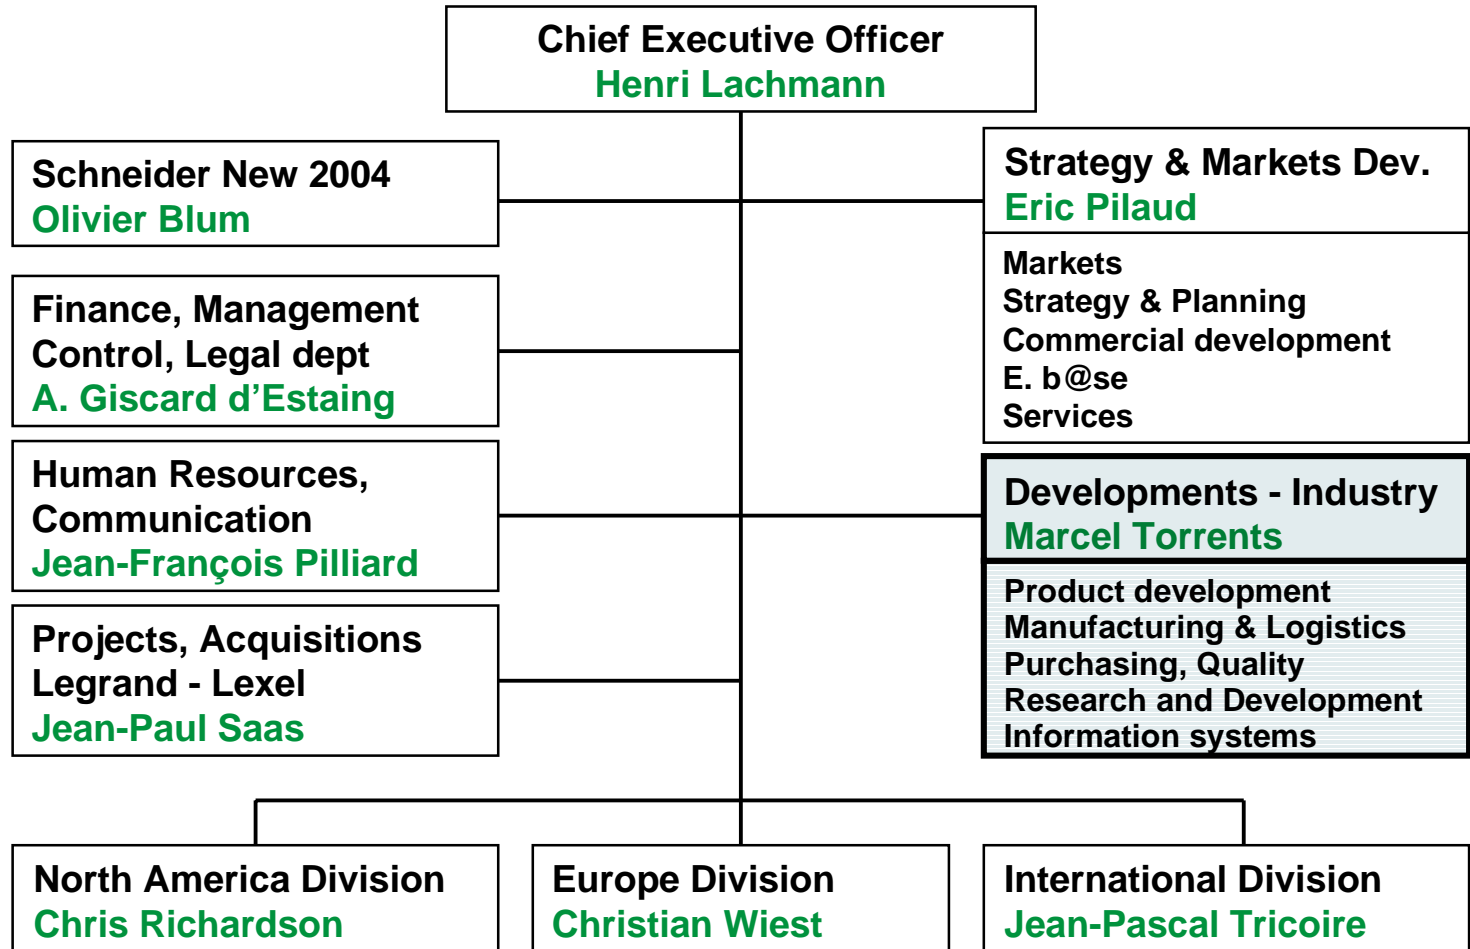 Chief Executive Officer
Henri Lachmann
Schneider New 2004
Olivier Blum
Finance, Management
Control, Legal dept
A. Giscard d’Estaing
Human Resources,
Communication
Jean-François Pilliard
Projects, Acquisitions
Legrand - Lexel
Jean-Paul Saas
Strategy & Markets Dev.
Eric Pilaud
Markets
Strategy & Planning
Commercial development
E. b@se
Services
Developments - Industry
Marcel Torrents
Product development
Manufacturing & Logistics
Purchasing, Quality
Research and Development
Information systems
North America Division
Chris Richardson
Europe Division
Christian Wiest
International Division
Jean-Pascal Tricoire